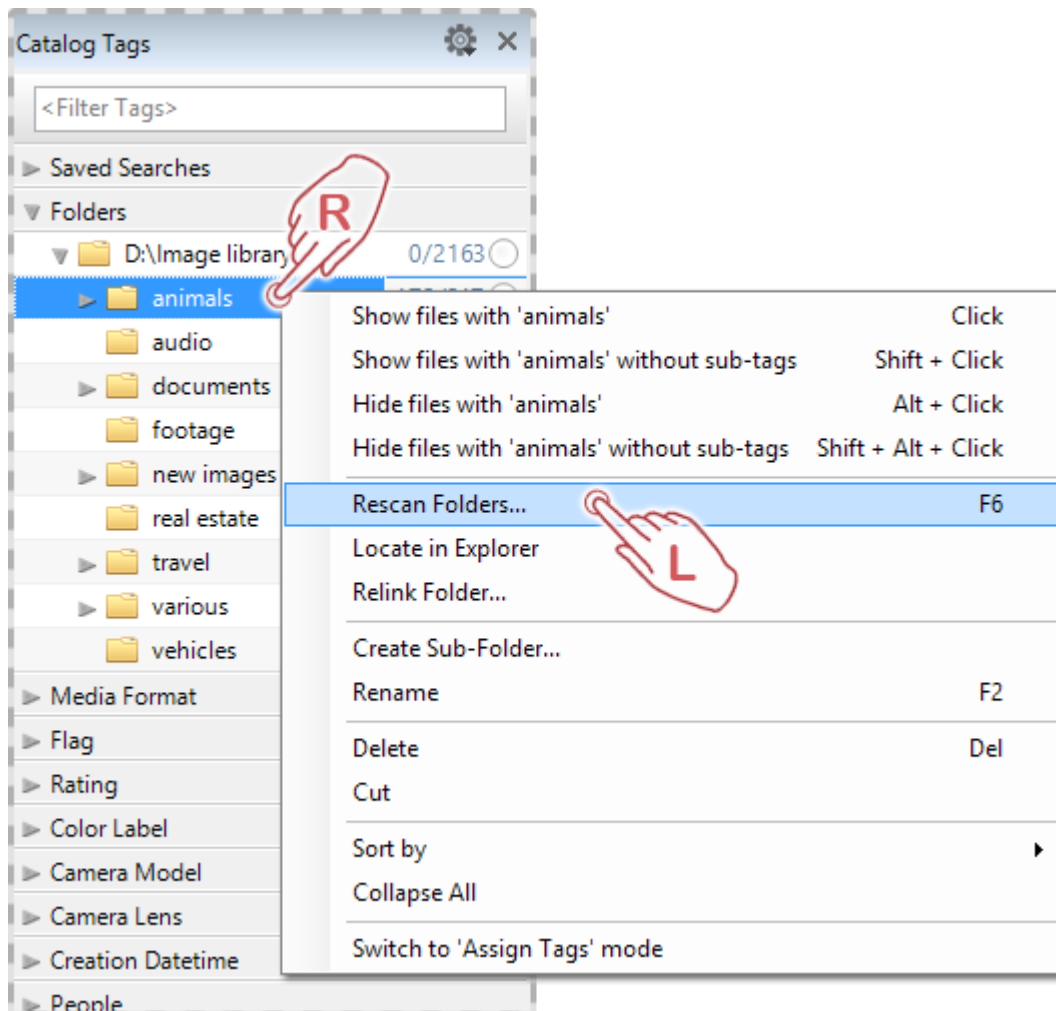 Catalog Tags
<Filter Tags>
Saved Searches
Folders
D:\Image library 0/2163
animals
audio
documents
footage
new images
real estate
travel
various
vehicles
Media Format
Flag
Rating
Color Label
Camera Model
Camera Lens
Creation Datetime
People
R
Show files with 'animals' Click
Show files with 'animals' without sub-tags Shift + Click
Hide files with 'animals' Alt + Click
Hide files with 'animals' without sub-tags Shift + Alt + Click
Rescan Folders... F6
L
Locate in Explorer
Relink Folder...
Create Sub-Folder...
Rename F2
Delete Del
Cut
Sort by
Collapse All
Switch to 'Assign Tags' mode